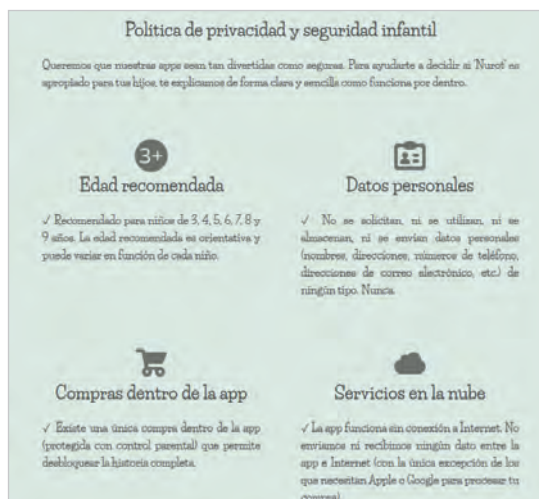 Política de privacidad y seguridad infantil
Queremos que nuestras apps sean tan divertidas como seguras. Para ayudarte a decidir si 'Nurot' es
apropiado para tus hijos, te explicamos de forma clara y sencilla como funciona por dentro.
3+
Edad recomendada
✓ Recomendado para niños de 3, 4, 5, 6, 7, 8 y
9 años. La edad recomendada es orientativa y
puede variar en función de cada niño.
Datos personales
✓ No se solicitan, ni se utilizan, ni se
almacenan, ni se envían datos personales
(nombres, direcciones, números de teléfono,
direcciones de correo electrónico, etc.) de
ningún tipo. Nunca.
Compras dentro de la app
✓ Existe una única compra dentro de la app
(protegida con control parental) que permite
desbloquear la historia completa.
Servicios en la nube
✓ La app funciona sin conexión a Internet. No
enviamos ni recibimos ningún dato entre la
app e Internet (con la única excepción de los
que necesitan Apple o Google para procesar tu
compra).